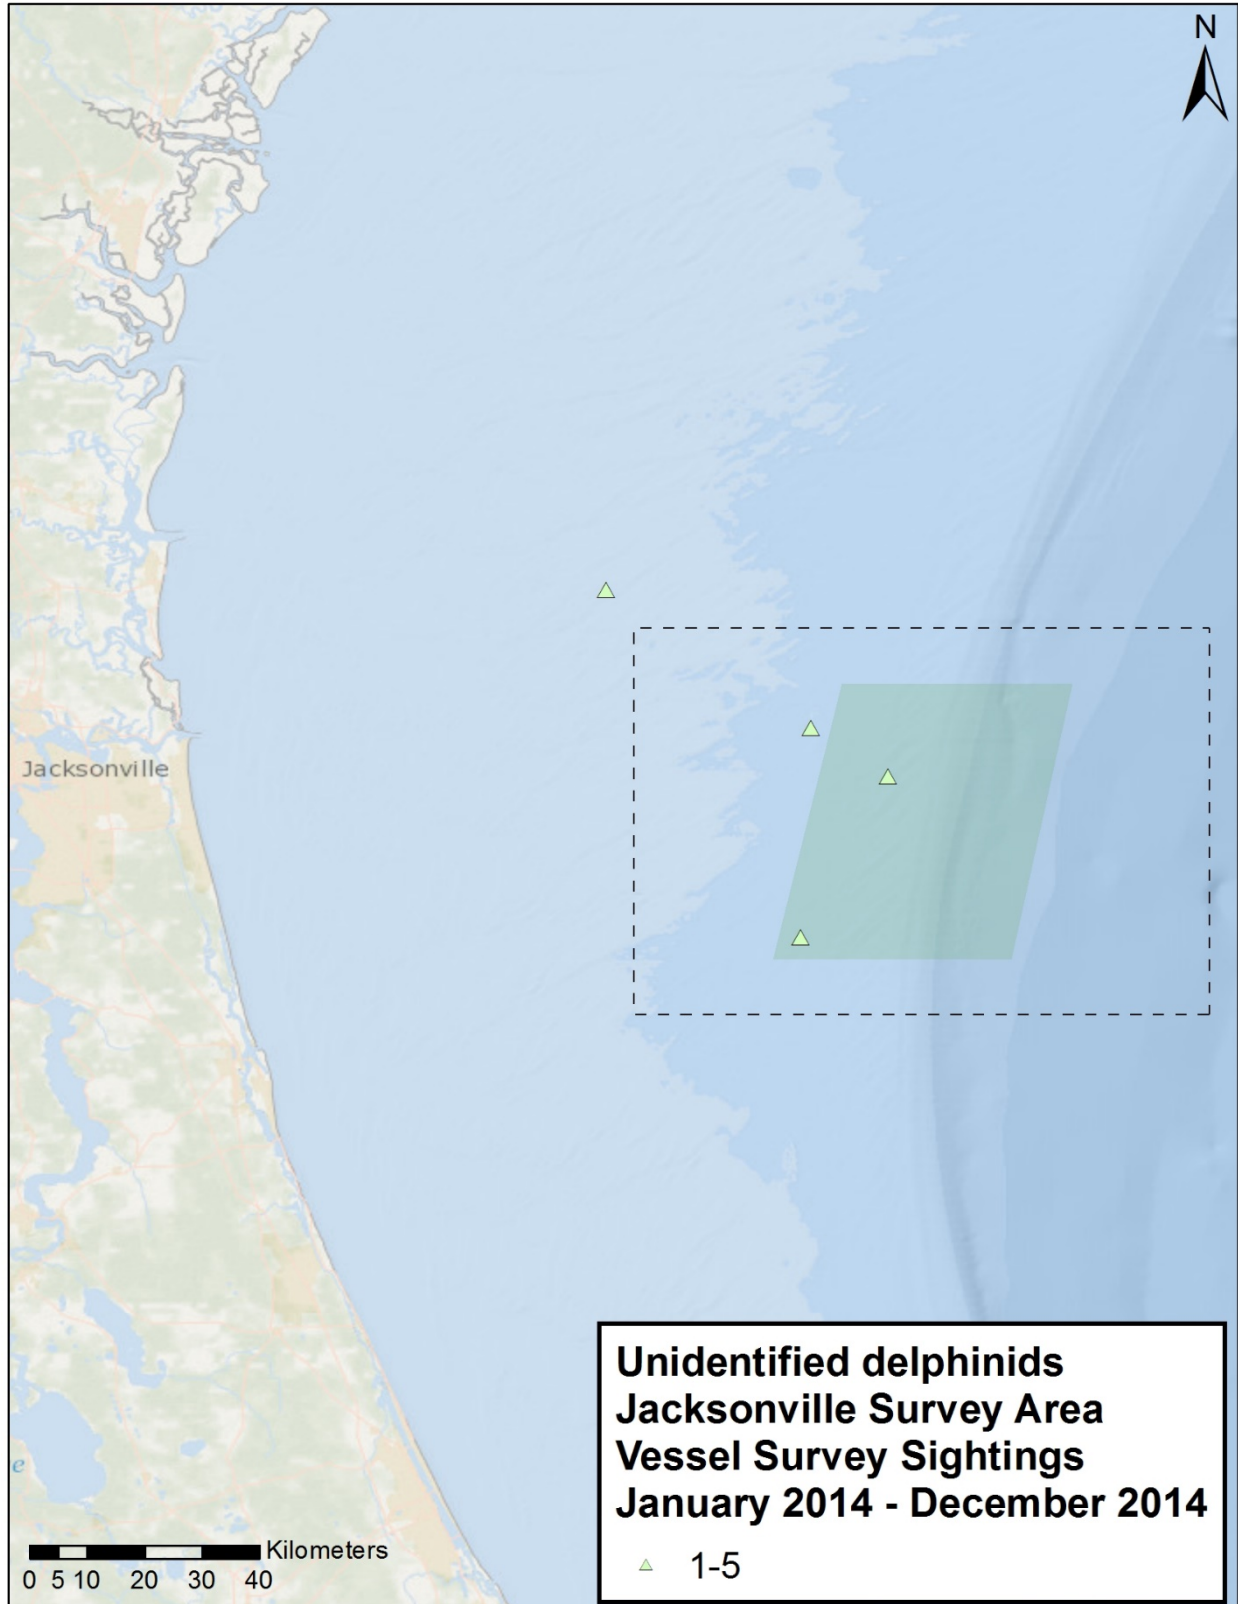 N
Jacksonville
e
Unidentified delphinids
Jacksonville Survey Area
Vessel Survey Sightings
January 2014 - December 2014
1-5
Kilometers
0 5 10 20 30 40